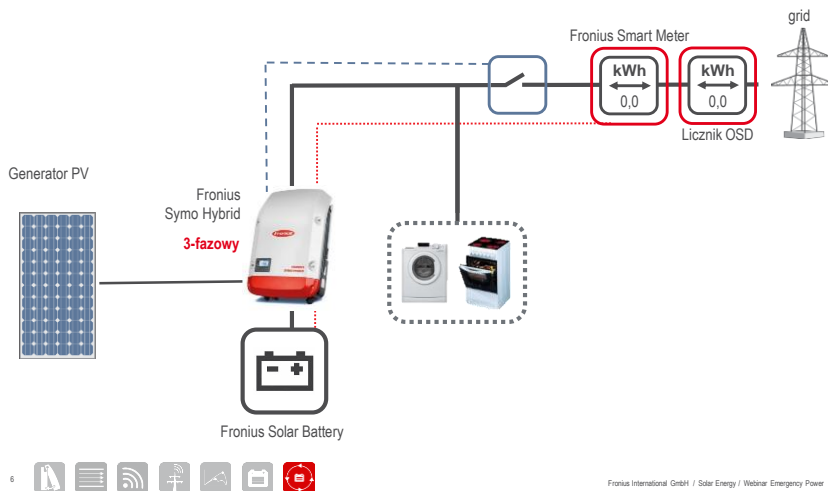 grid
Fronius Smart Meter
kWh
0,0
kWh
0,0
Licznik OSD
Generator PV
Fronius
Symo Hybrid
3-fazowy
Fronius
Fronius Solar Battery
6
Fronius International GmbH / Solar Energy / Webinar Emergency Power